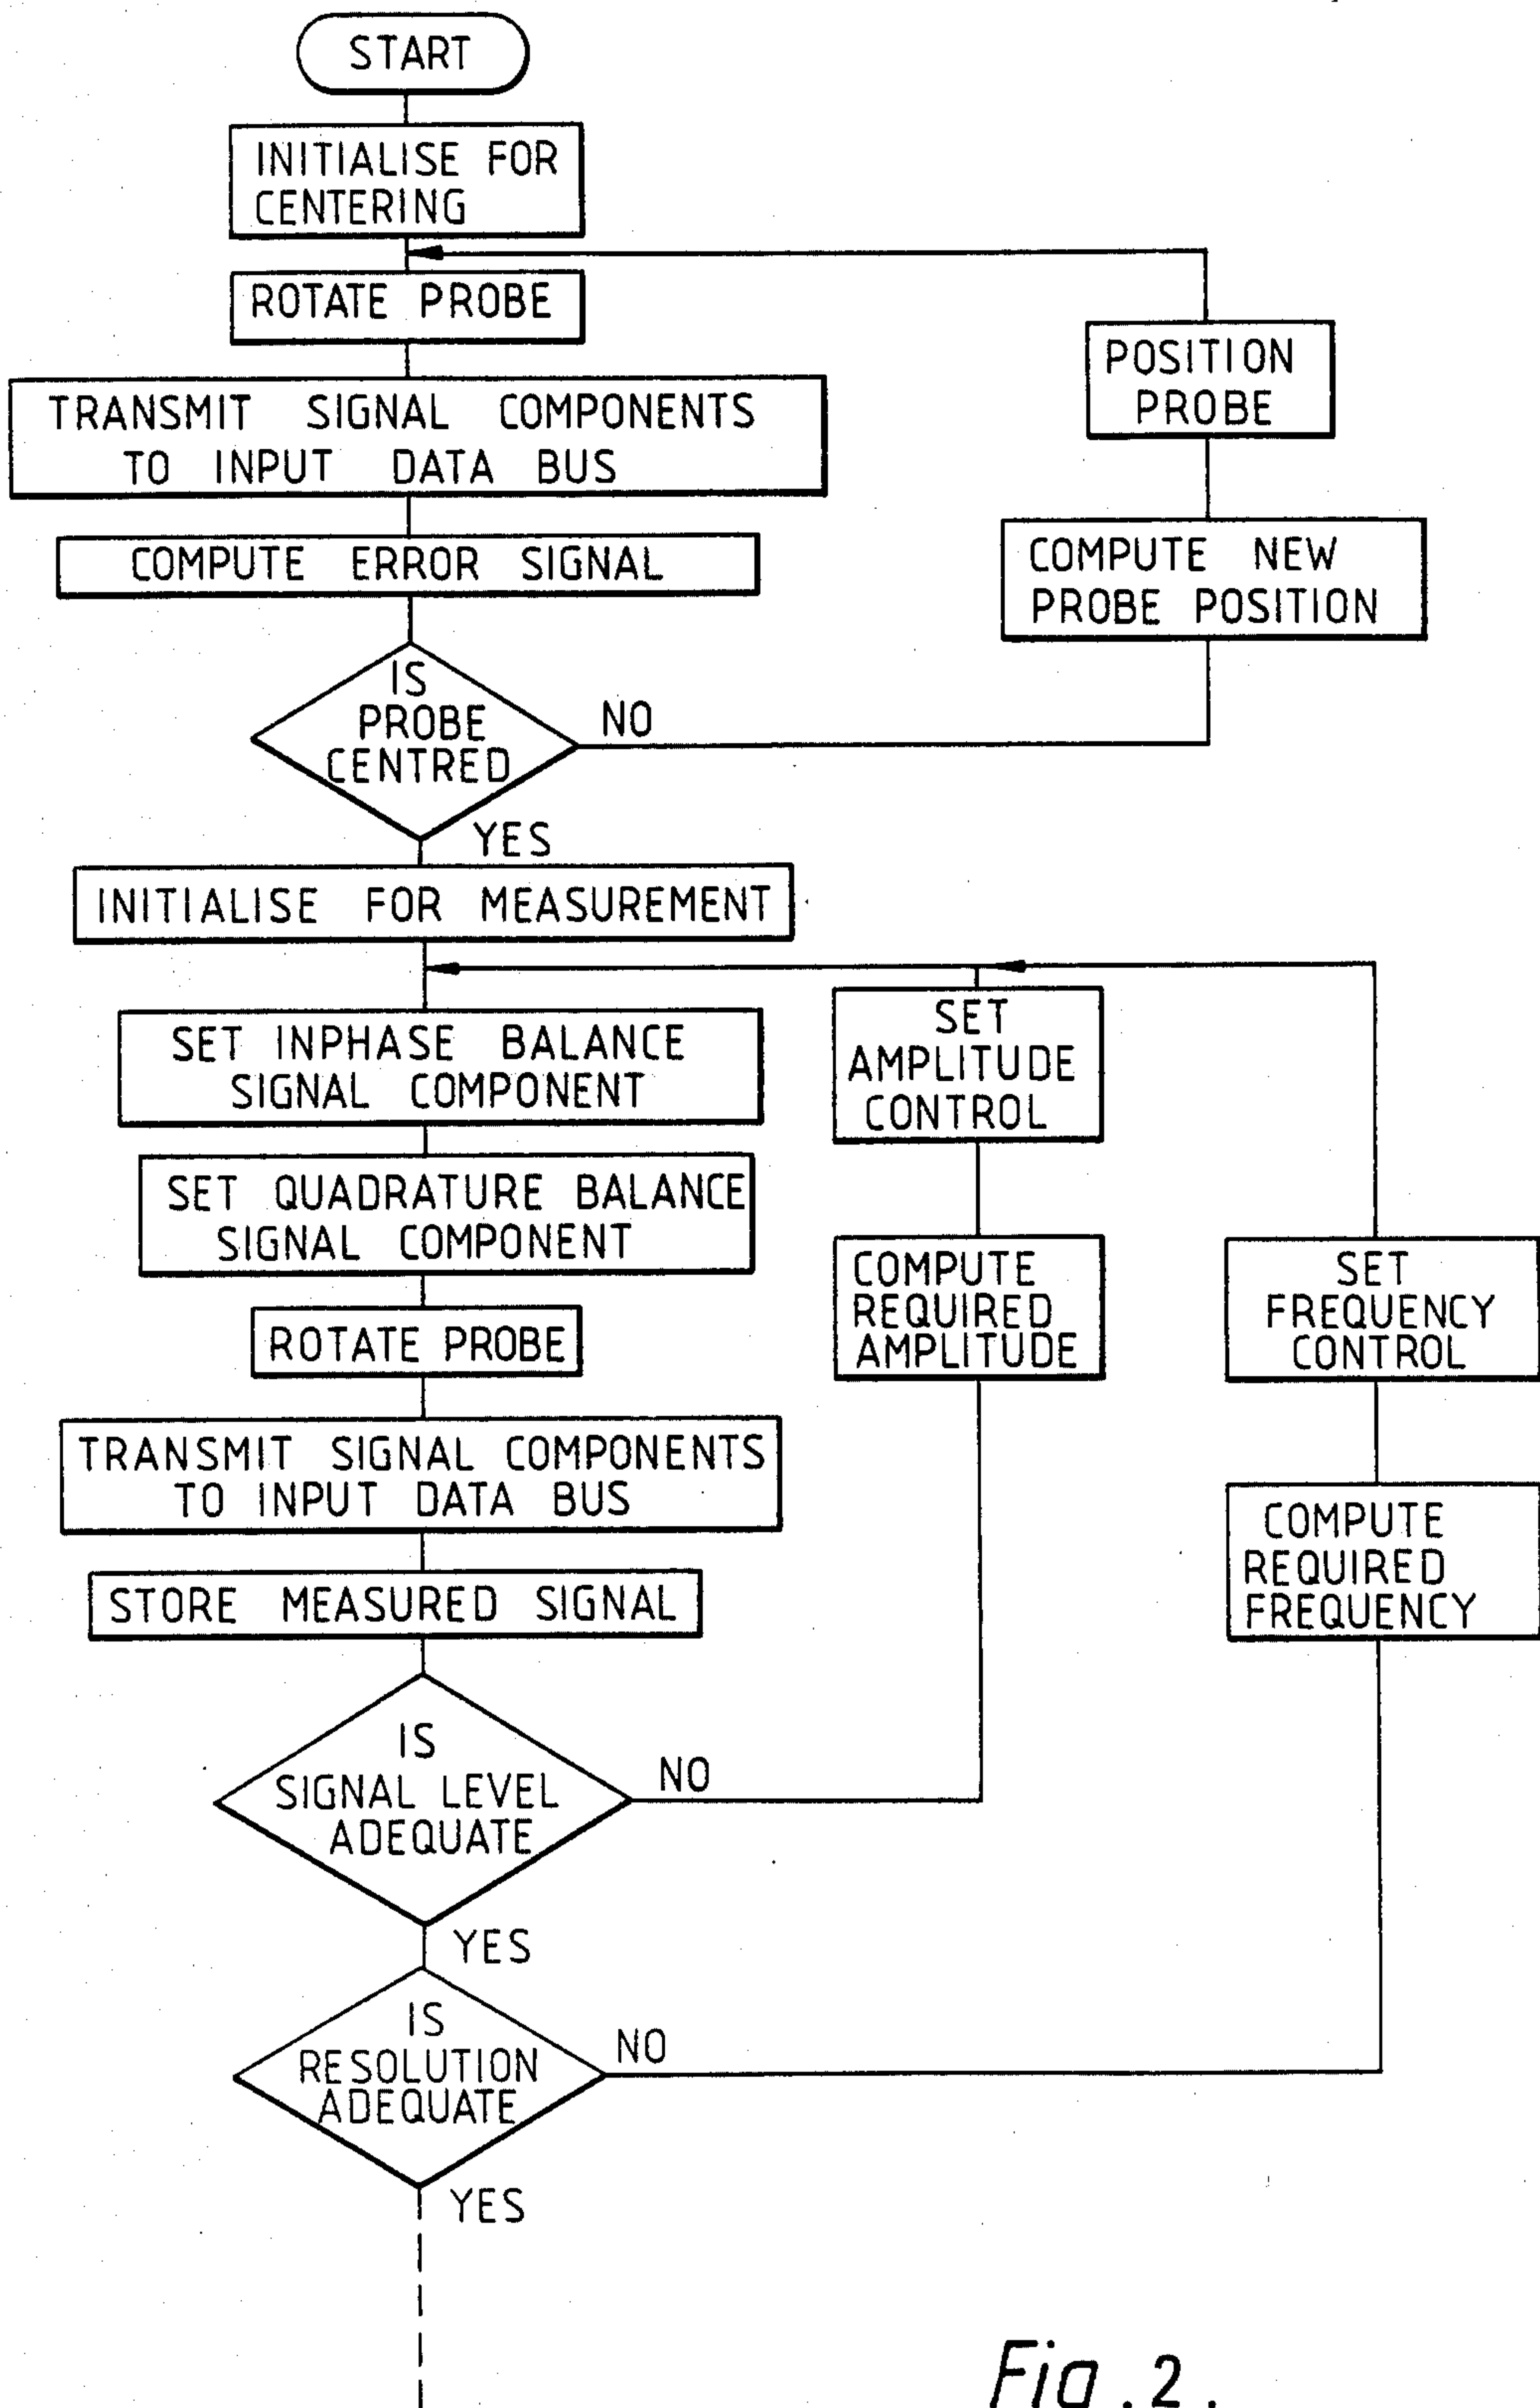 START
INITIALISE FOR
CENTERING
ROTATE PROBE
TRANSMIT SIGNAL COMPONENTS
TO INPUT DATA BUS
COMPUTE ERROR SIGNAL
IS
PROBE
CENTRED
NO
YES
POSITION
PROBE
COMPUTE NEW
PROBE POSITION
INITIALISE FOR MEASUREMENT
SET INPHASE BALANCE
SIGNAL COMPONENT
SET QUADRATURE BALANCE
SIGNAL COMPONENT
ROTATE PROBE
TRANSMIT SIGNAL COMPONENTS
TO INPUT DATA BUS
STORE MEASURED SIGNAL
IS
SIGNAL LEVEL
ADEQUATE
NO
YES
SET
AMPLITUDE
CONTROL
COMPUTE
REQUIRED
AMPLITUDE
IS
RESOLUTION
ADEQUATE
NO
YES
SET
FREQUENCY
CONTROL
COMPUTE
REQUIRED
FREQUENCY
Fig. 2.